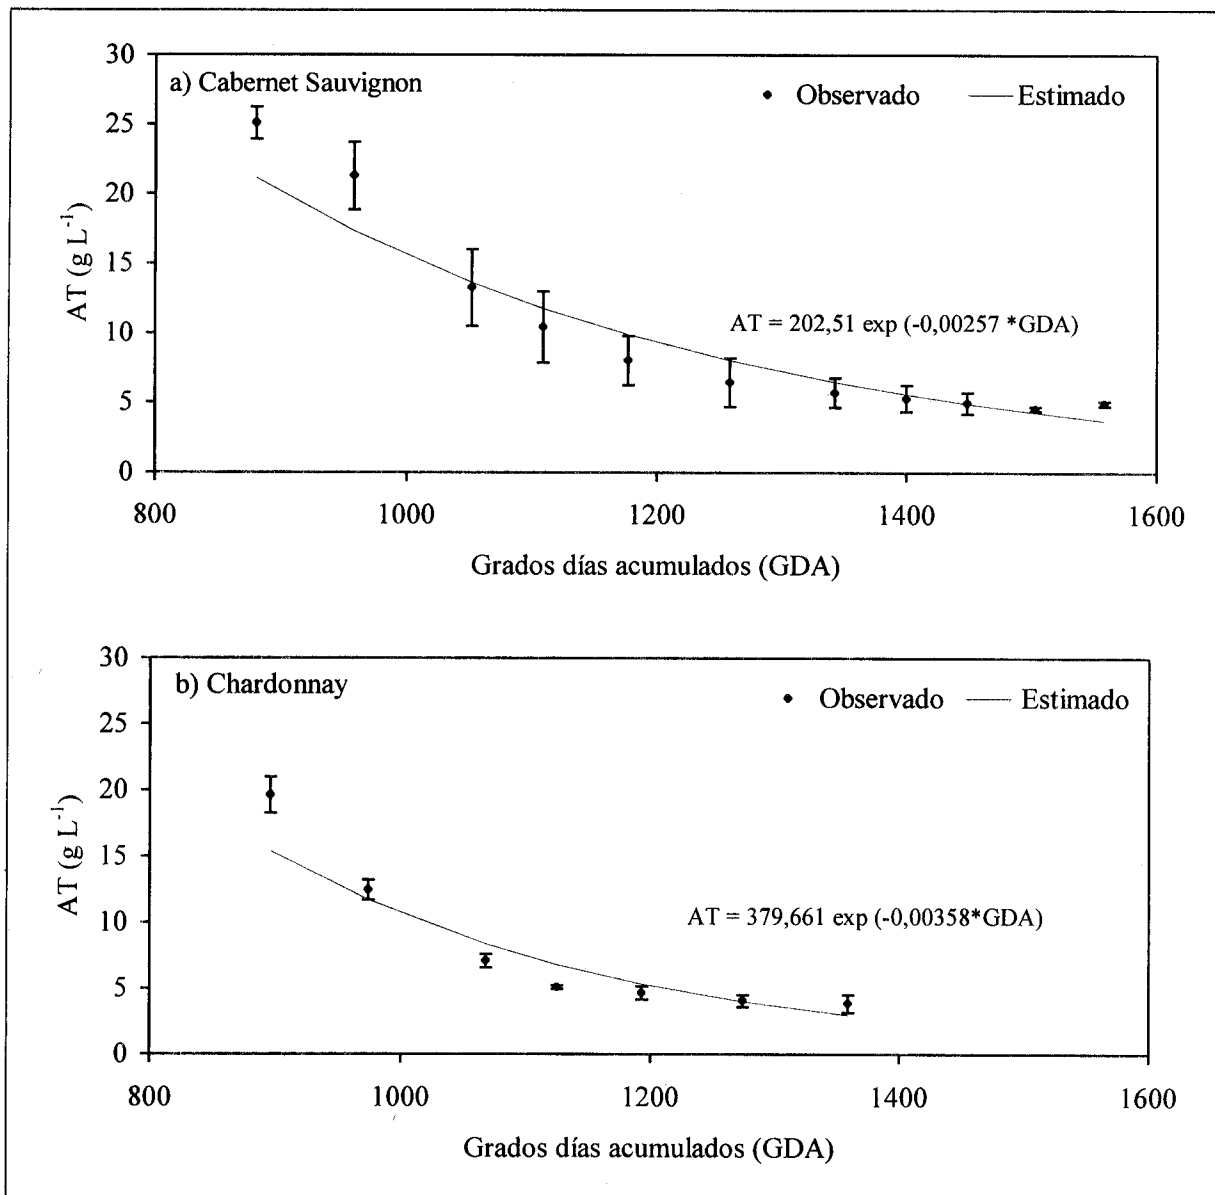 30
25
20
15
10
5
0
AT (g L-1)
a) Cabernet Sauvignon
Observado
Estimado
AT = 202,51 exp (-0,00257 *GDA)
800 1000 1200 1400 1600
Grados días acumulados (GDA)
30
25
20
15
10
5
0
AT (g L-1)
b) Chardonnay
Observado
Estimado
AT = 379,661 exp (-0,00358*GDA)
800 1000 1200 1400 1600
Grados días acumulados (GDA)